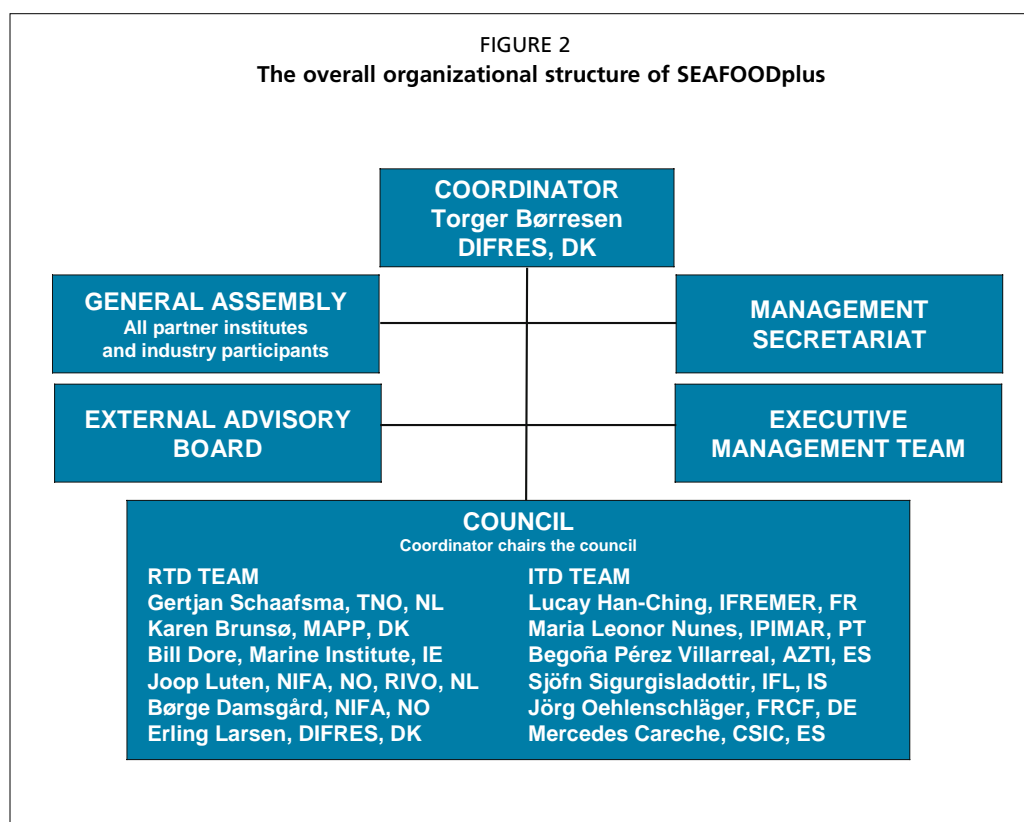 FIGURE 2
The overall organizational structure of SEAFOODplus
COORDINATOR
Torger Børresen
DIFRES, DK
GENERAL ASSEMBLY
All partner institutes
and industry participants
MANAGEMENT
SECRETARIAT
EXTERNAL ADVISORY
BOARD
EXECUTIVE
MANAGEMENT TEAM
COUNCIL
Coordinator chairs the council
RTD TEAM
Gertjan Schaafsma, TNO, NL
Karen Brunsø, MAPP, DK
Bill Dore, Marine Institute, IE
Joop Luten, NIFA, NO, RIVO, NL
Børge Damsgård, NIFA, NO
Erling Larsen, DIFRES, DK
ITD TEAM
Lucay Han-Ching, IFREMER, FR
Maria Leonor Nunes, IPIMAR, PT
Begoña Pérez Villarreal, AZTI, ES
Sjöfn Sigurgisladottir, IFL, IS
Jörg Oehlenschläger, FRCF, DE
Mercedes Careche, CSIC, ES